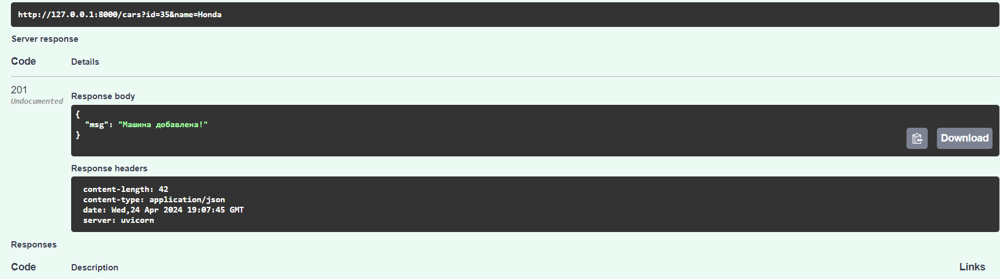 http://127.0.0.1:8000/cars?id=35&name=Honda
Server response
Code Details
201
Undocumented
Response body
{
"msg": "Машина добавлена!"
}
Download
Response headers
content-length: 42
content-type: application/json
date: Wed,24 Apr 2024 19:07:45 GMT
server: uvicorn
Responses
Code Description Links